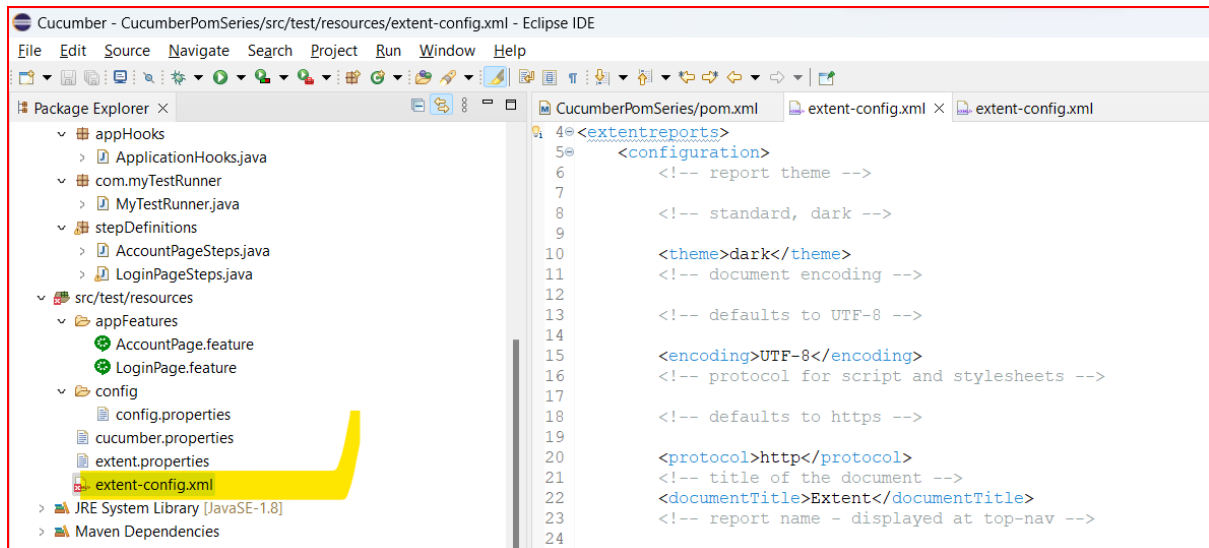 Cucumber - CucumberPomSeries/src/test/resources/extent-config.xml - Eclipse IDE
File Edit Source Navigate Search Project Run Window Help
Package Explorer
appHooks
ApplicationHooks.java
com.myTestRunner
MyTestRunner.java
stepDefinitions
AccountPageSteps.java
LoginPageSteps.java
src/test/resources
appFeatures
AccountPage.feature
LoginPage.feature
config
config.properties
cucumber.properties
extent.properties
extent-config.xml
JRE System Library [JavaSE-1.8]
Maven Dependencies
CucumberPomSeries/pom.xml extent-config.xml extent-config.xml
4 <extentreports>
5 <configuration>
6 <!-- report theme -->
7
8 <!-- standard, dark -->
9
10 <theme>dark</theme>
11 <!-- document encoding -->
12
13 <!-- defaults to UTF-8 -->
14
15 <encoding>UTF-8</encoding>
16 <!-- protocol for script and stylesheets -->
17
18 <!-- defaults to https -->
19
20 <protocol>http</protocol>
21 <!-- title of the document -->
22 <documentTitle>Extent</documentTitle>
23 <!-- report name - displayed at top-nav -->
24